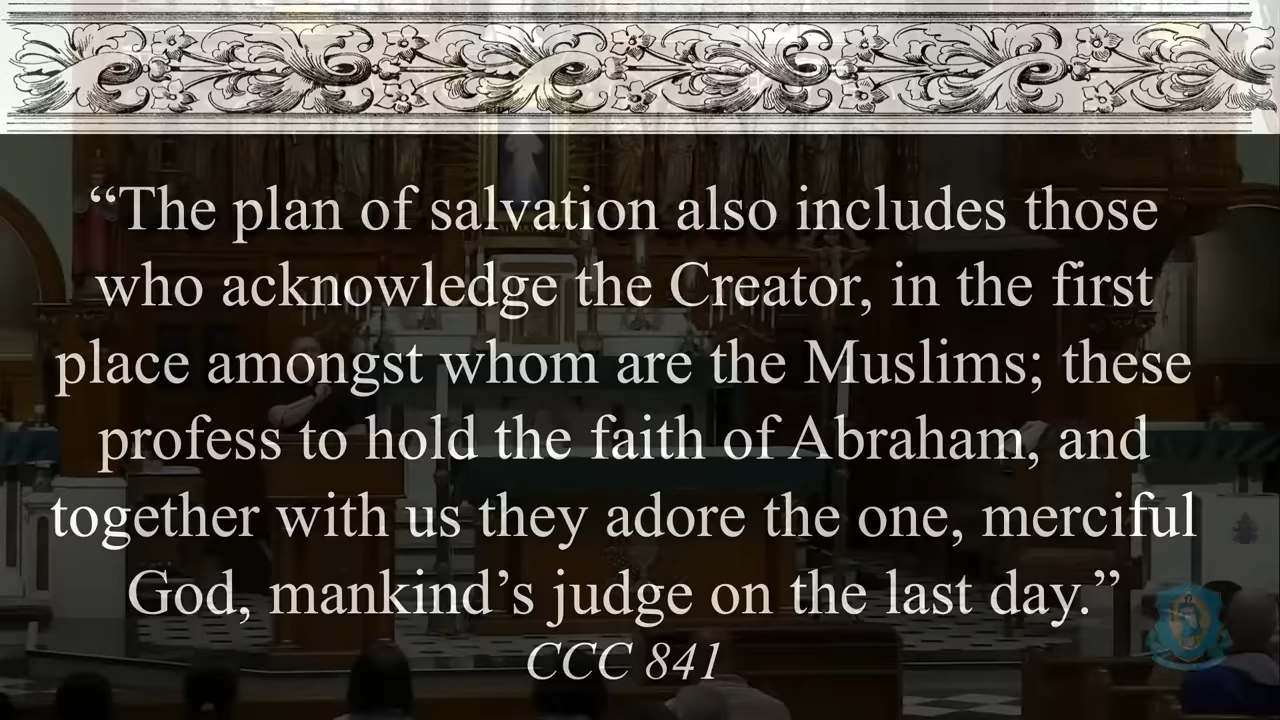 “The plan of salvation also includes those
who acknowledge the Creator, in the first
place amongst whom are the Muslims; these
profess to hold the faith of Abraham, and
together with us they adore the one, merciful
God, mankind’s judge on the last day.”
CCC 841